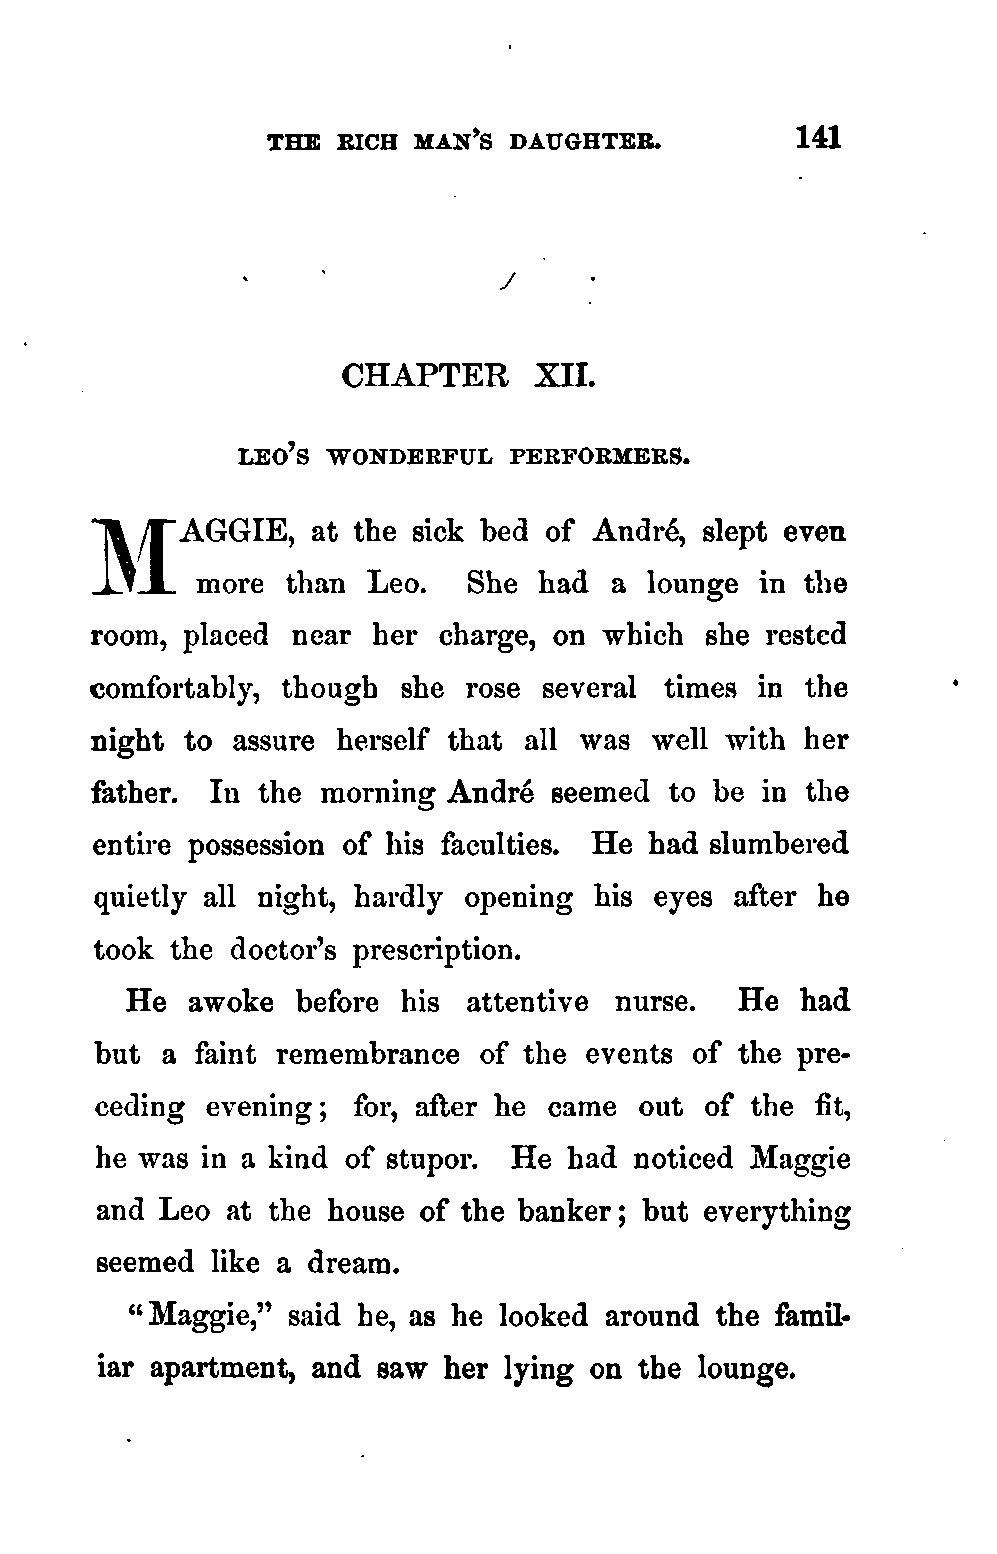 THE RICH MAN'S DAUGHTER. 141
CHAPTER XII.
LEO'S WONDERFUL PERFORMERS.
MAGGIE, at the sick bed of André, slept even
more than Leo. She had a lounge in the
room, placed near her charge, on which she rested
comfortably, though she rose several times in the
night to assure herself that all was well with her
father. In the morning André seemed to be in the
entire possession of his faculties. He had slumbered
quietly all night, hardly opening his eyes after he
took the doctor's prescription.
He awoke before his attentive nurse. He had
but a faint remembrance of the events of the pre-
ceding evening; for, after he came out of the fit,
he was in a kind of stupor. He had noticed Maggie
and Leo at the house of the banker; but everything
seemed like a dream.
"Maggie," said he, as he looked around the famil-
iar apartment, and saw her lying on the lounge.